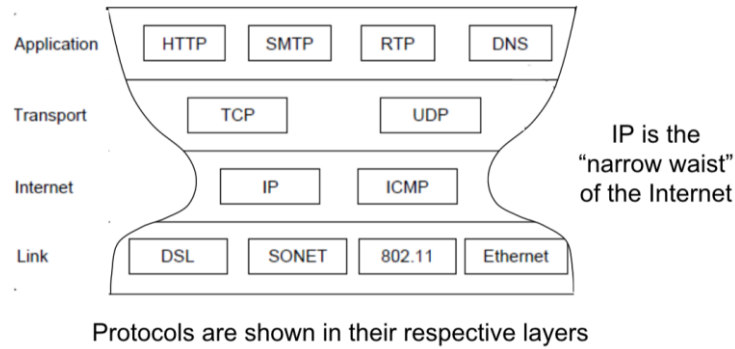 Application HTTP SMTP RTP DNS
Transport TCP UDP
Internet IP ICMP
Link DSL SONET 802.11 Ethernet
IP is the
“narrow waist”
of the Internet
Protocols are shown in their respective layers